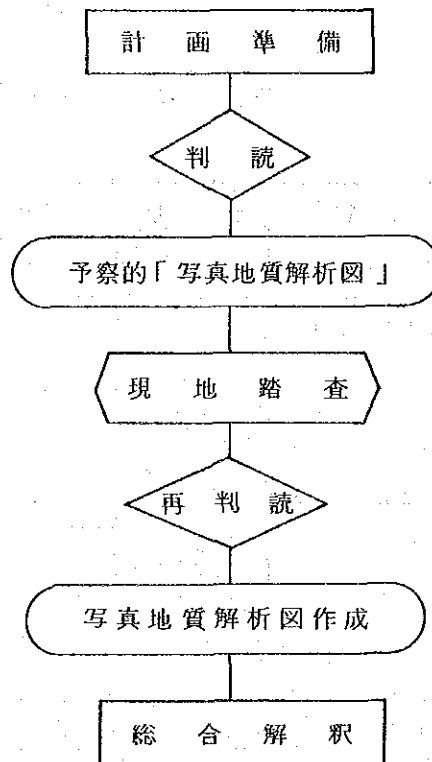 計画準備
判読
予察的「写真地質解析図」
現地踏査
再判読
写真地質解析図作成
総合解釈